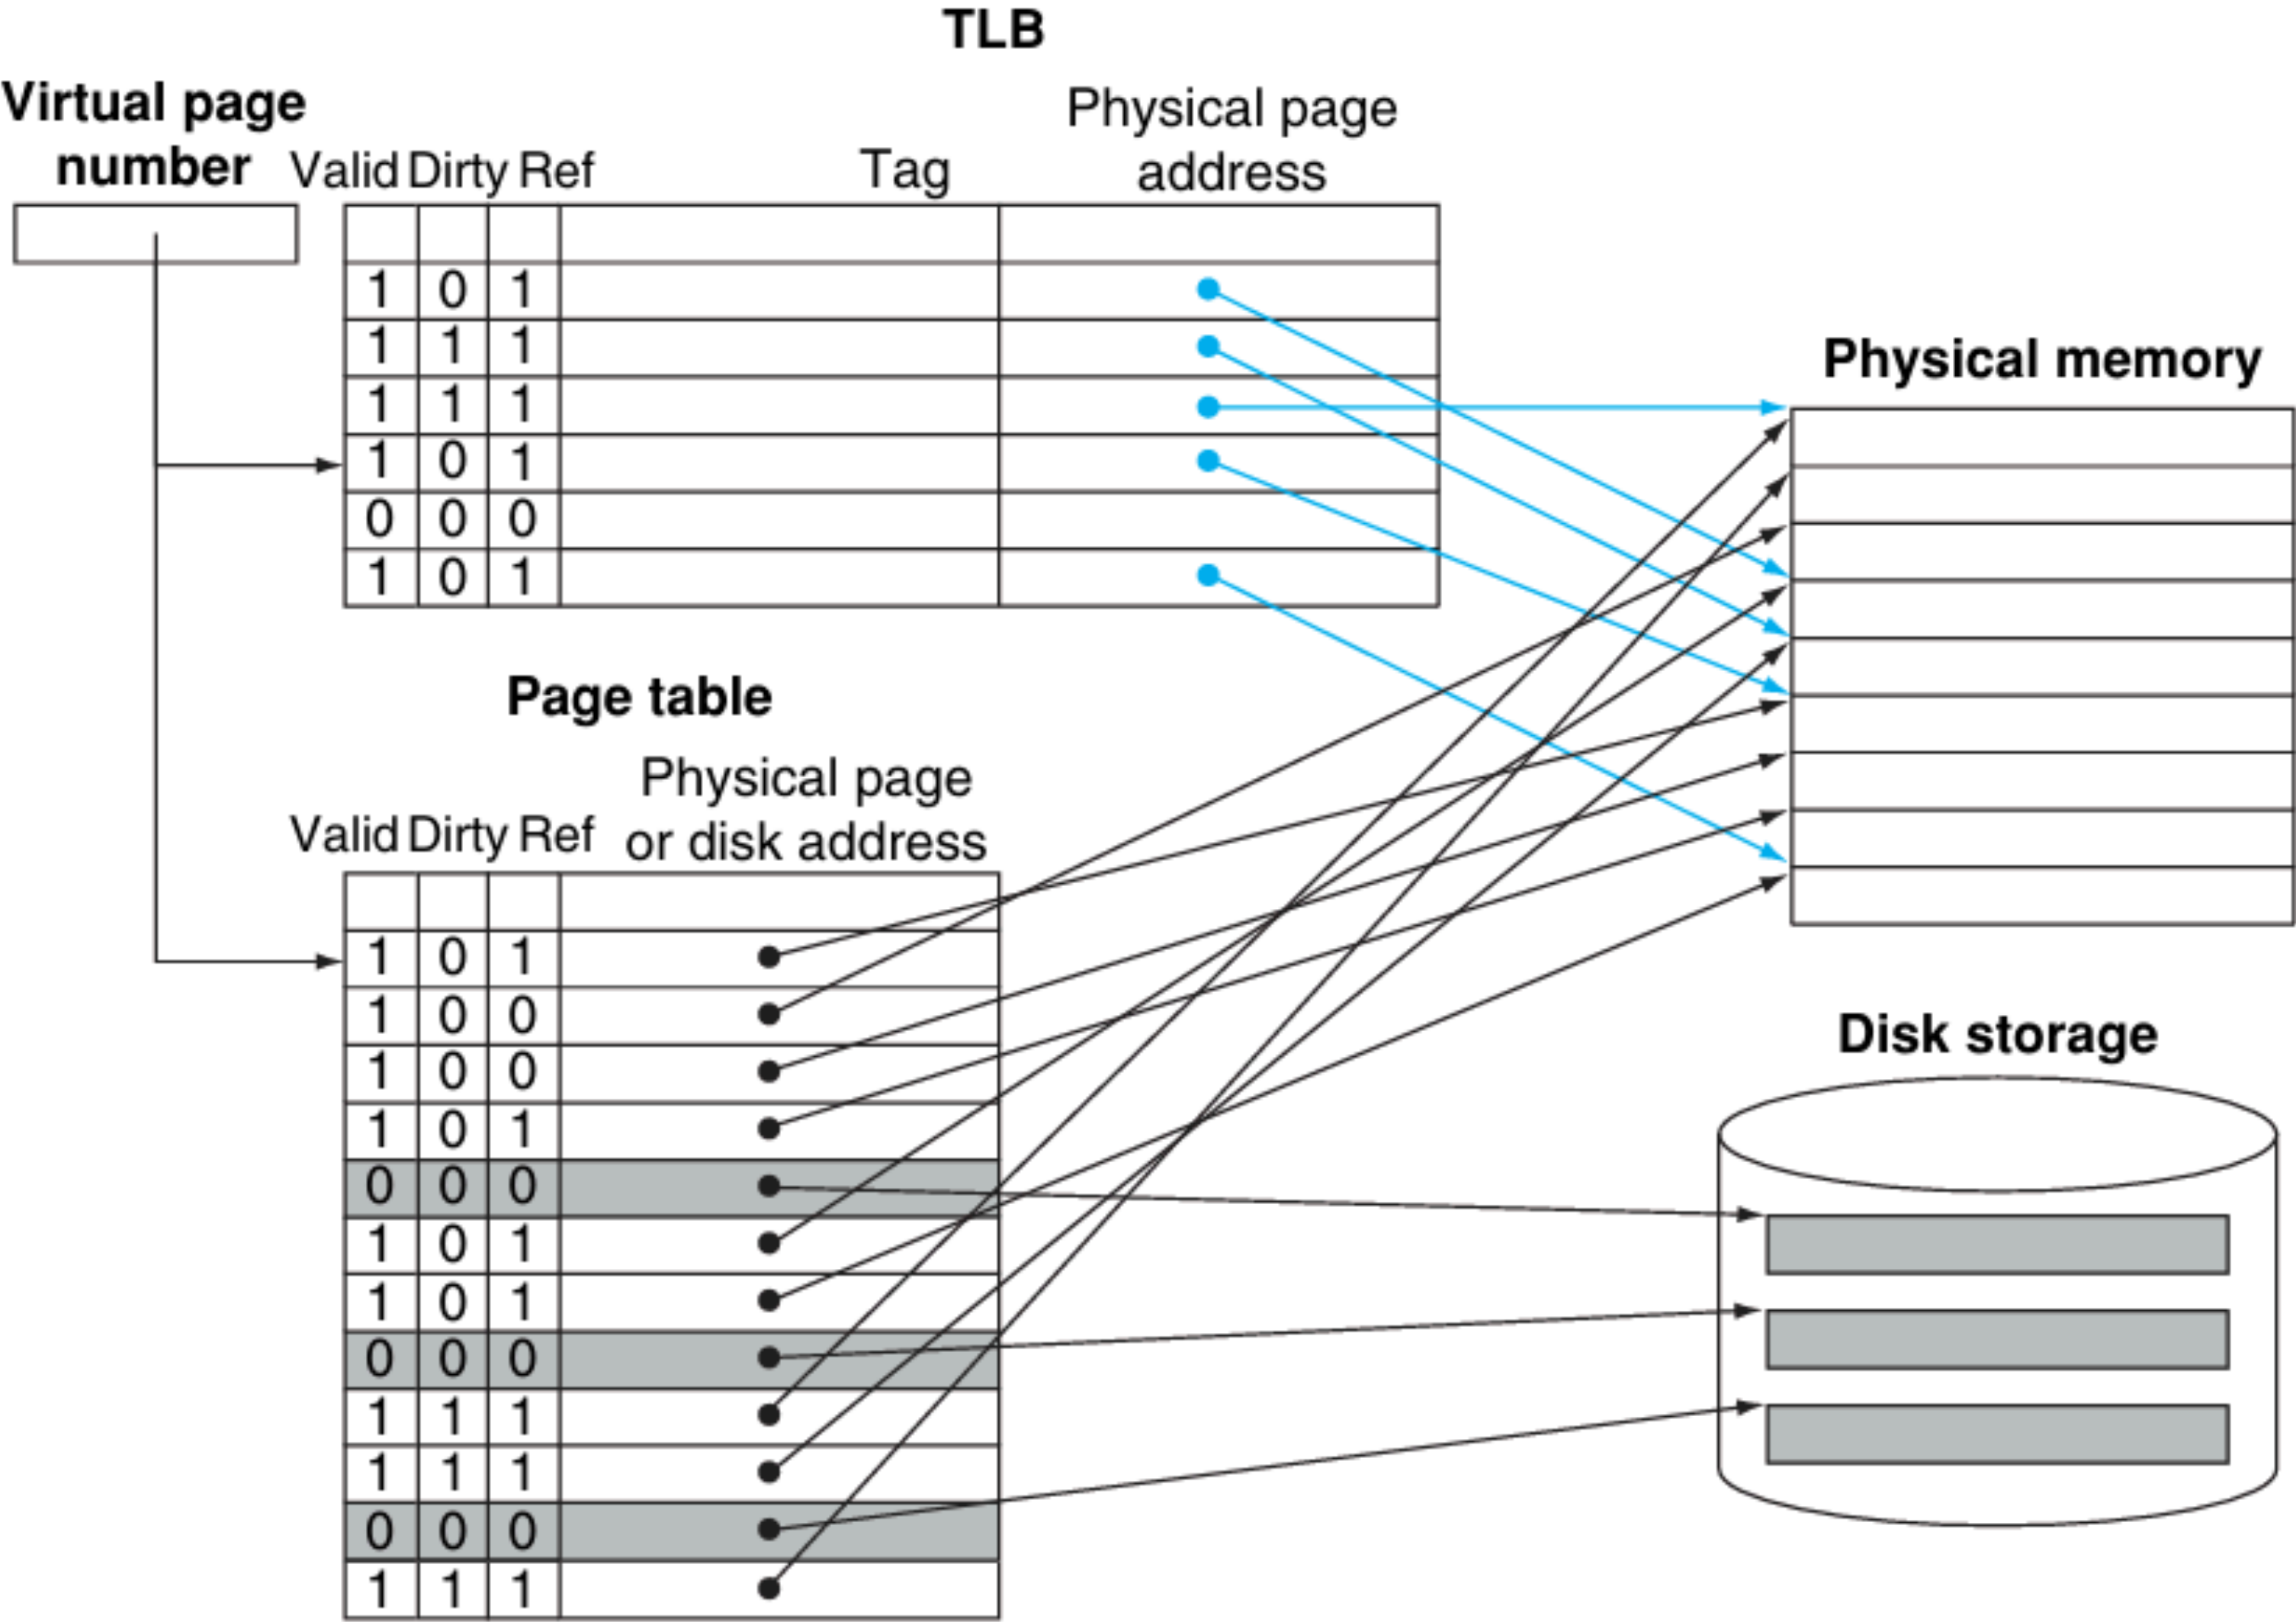 TLB
Virtual page
number
Valid Dirty Ref Tag Physical page
address
1 0 1
1 1 1
1 1 1
1 0 1
0 0 0
1 0 1
Physical memory
Page table
Valid Dirty Ref Physical page
or disk address
1 0 1
1 0 0
1 0 0
1 0 1
0 0 0
1 0 1
1 0 1
0 0 0
1 1 1
1 1 1
0 0 0
1 1 1
Disk storage